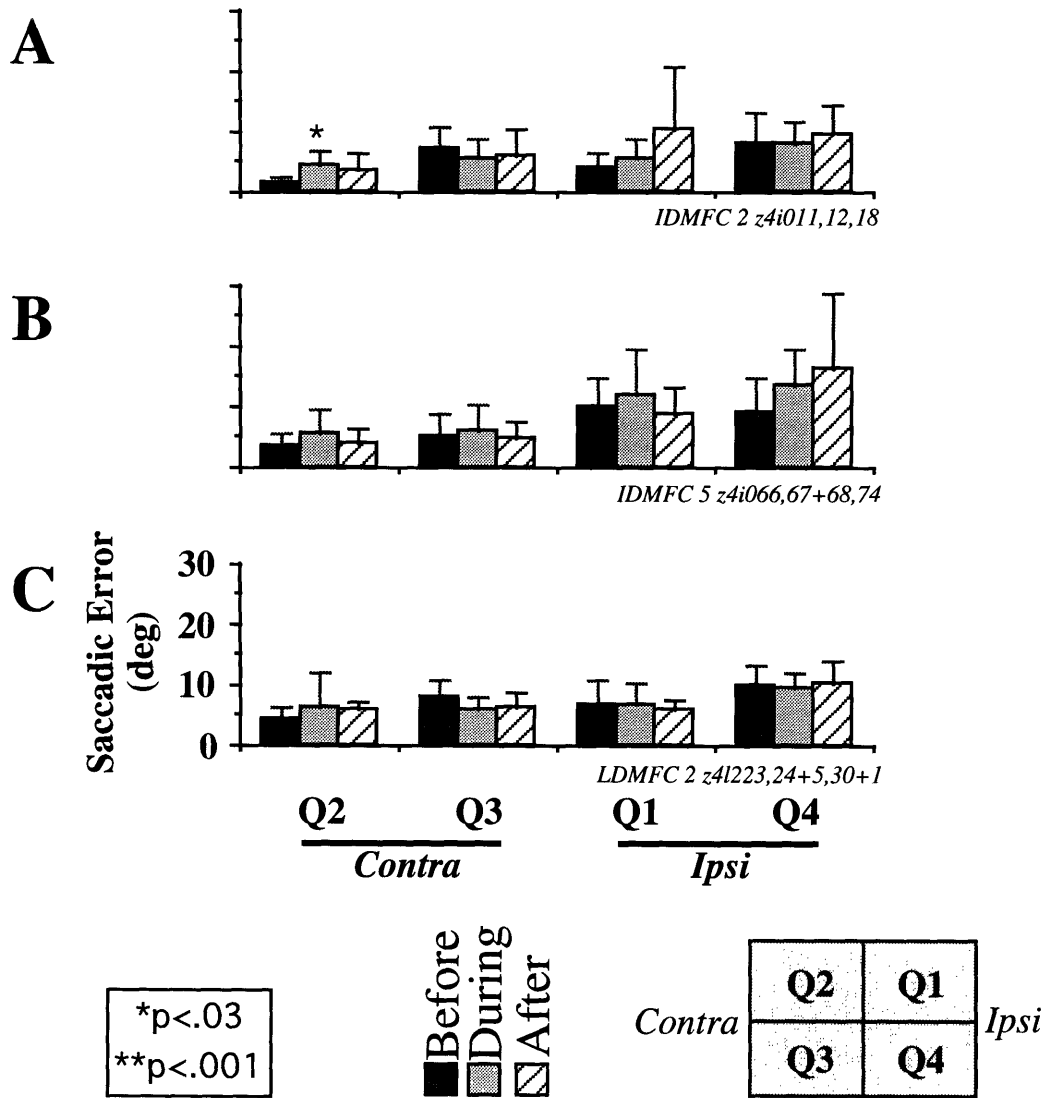 A
*
IDMFC 2 z4i011,12,18
B
IDMFC 5 z4i066,67+68,74
C
Saccadic Error
(deg)
30
20
10
0
LDMFC 2 z4l223,24+5,30+1
Q2 Q3 Q1 Q4
Contra Ipsi
*p<.03
**p<.001
Before
During
After
Contra
Q2 Q1
Q3 Q4
Ipsi